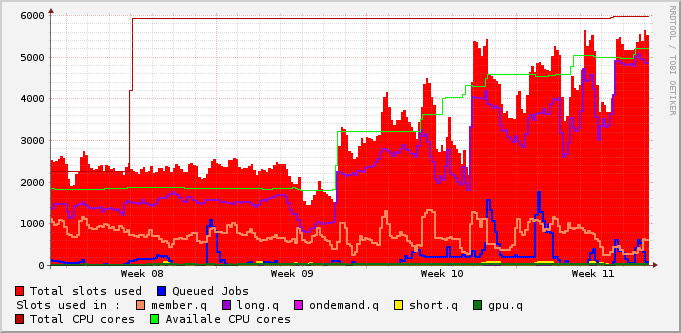 6000
5000
4000
3000
2000
1000
0
Week 08 Week 09 Week 10 Week 11
RRDTOOL / TOBI OETIKER
Total slots used Queued Jobs
Slots used in : member.q long.q ondemand.q short.q gpu.q
Total CPU cores Availale CPU cores